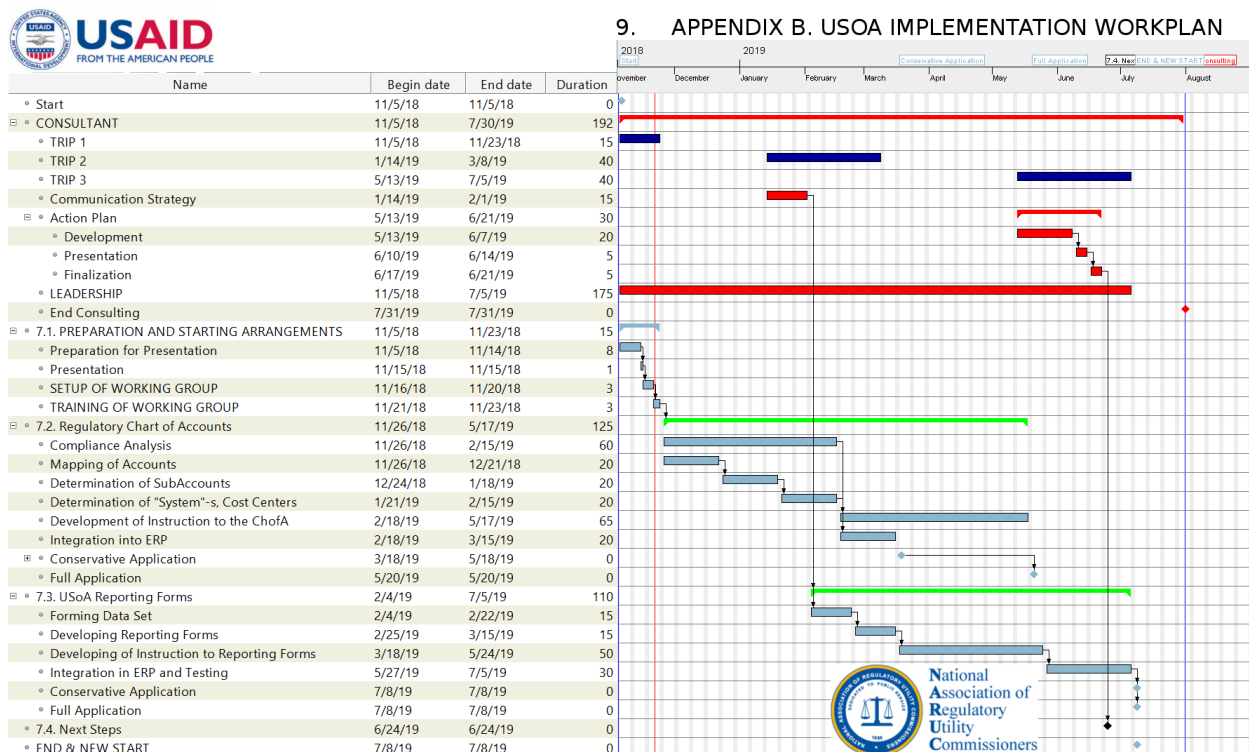 USAID
FROM THE AMERICAN PEOPLE
UNITED STATES AGENCY
INTERNATIONAL DEVELOPMENT
9. APPENDIX B. USOA IMPLEMENTATION WORKPLAN
2018 2019
Start Conservative Application Full Application 7.4. Nex END & NEW START onsulting
ovember December January February March April May June July August
Name Begin date End date Duration
Start 11/5/18 11/5/18 0
CONSULTANT 11/5/18 7/30/19 192
TRIP 1 11/5/18 11/23/18 15
TRIP 2 1/14/19 3/8/19 40
TRIP 3 5/13/19 7/5/19 40
Communication Strategy 1/14/19 2/1/19 15
Action Plan 5/13/19 6/21/19 30
Development 5/13/19 6/7/19 20
Presentation 6/10/19 6/14/19 5
Finalization 6/17/19 6/21/19 5
LEADERSHIP 11/5/18 7/5/19 175
End Consulting 7/31/19 7/31/19 0
7.1. PREPARATION AND STARTING ARRANGEMENTS 11/5/18 11/23/18 15
Preparation for Presentation 11/5/18 11/14/18 8
Presentation 11/15/18 11/15/18 1
SETUP OF WORKING GROUP 11/16/18 11/20/18 3
TRAINING OF WORKING GROUP 11/21/18 11/23/18 3
7.2. Regulatory Chart of Accounts 11/26/18 5/17/19 125
Compliance Analysis 11/26/18 2/15/19 60
Mapping of Accounts 11/26/18 12/21/18 20
Determination of SubAccounts 12/24/18 1/18/19 20
Determination of "System"-s, Cost Centers 1/21/19 2/15/19 20
Development of Instruction to the ChofA 2/18/19 5/17/19 65
Integration into ERP 2/18/19 3/15/19 20
Conservative Application 3/18/19 5/18/19 0
Full Application 5/20/19 5/20/19 0
7.3. USoA Reporting Forms 2/4/19 7/5/19 110
Forming Data Set 2/4/19 2/22/19 15
Developing Reporting Forms 2/25/19 3/15/19 15
Developing of Instruction to Reporting Forms 3/18/19 5/24/19 50
Integration in ERP and Testing 5/27/19 7/5/19 30
Conservative Application 7/8/19 7/8/19 0
Full Application 7/8/19 7/8/19 0
7.4. Next Steps 6/24/19 6/24/19 0
END & NEW START 7/8/19 7/8/19 0
NATIONAL ASSOCIATION OF REGULATORY UTILITY COMMISSIONERS
DEDICATED TO PUBLIC SERVICE
1889
National
Association of
Regulatory
Utility
Commissioners